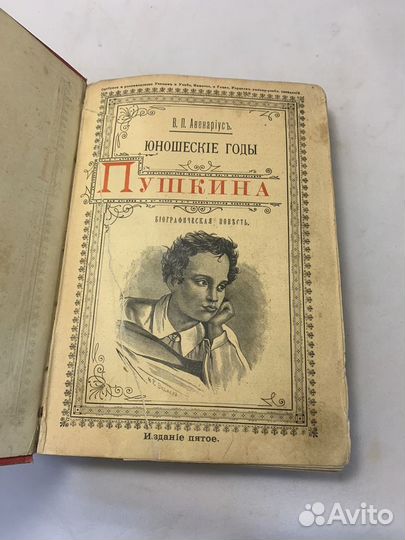 В. П. Авенаріусъ.
ЮНОШЕСКІЕ ГОДЫ
ПУШКИНА
БІОГРАФИЧЕСКАЯ ПОВѢСТЬ.
Изданіе пятое.
Avito